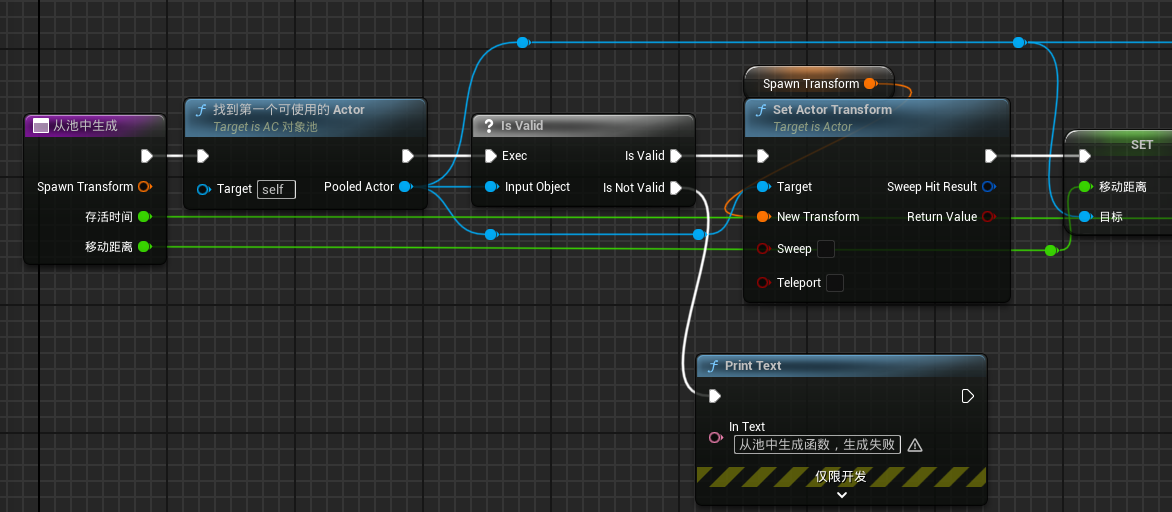 从池中生成
Spawn Transform
存活时间
移动距离
找到第一个可使用的 Actor
Target is AC 对象池
Target self
Pooled Actor
? Is Valid
Exec
Is Valid
Input Object
Is Not Valid
Spawn Transform
Set Actor Transform
Target is Actor
Target
Sweep Hit Result
New Transform
Return Value
Sweep
Teleport
SET
移动距离
目标
Print Text
In Text
从池中生成函数，生成失败
仅限开发